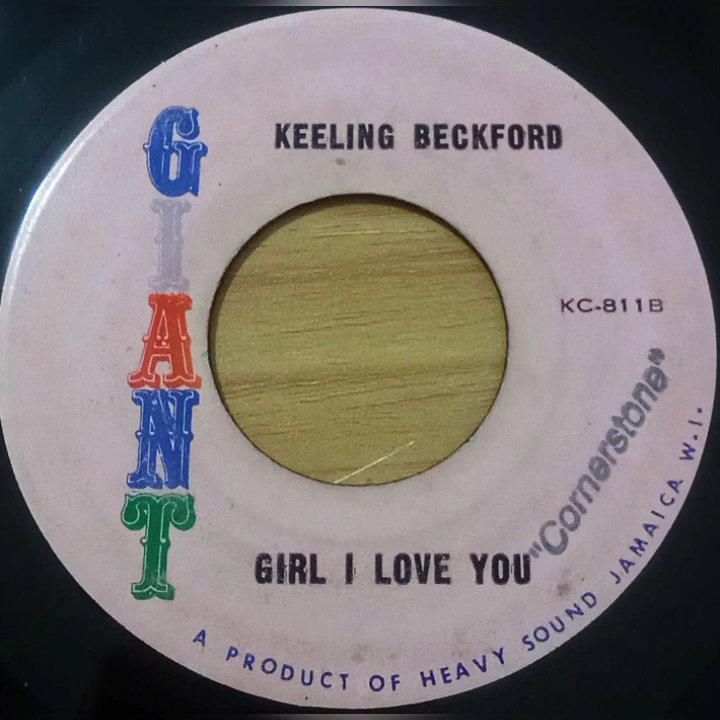 GIANT
KEELING BECKFORD
KC-811B
"Cornerstone"
GIRL I LOVE YOU
A PRODUCT OF HEAVY SOUND JAMAICA W.I.